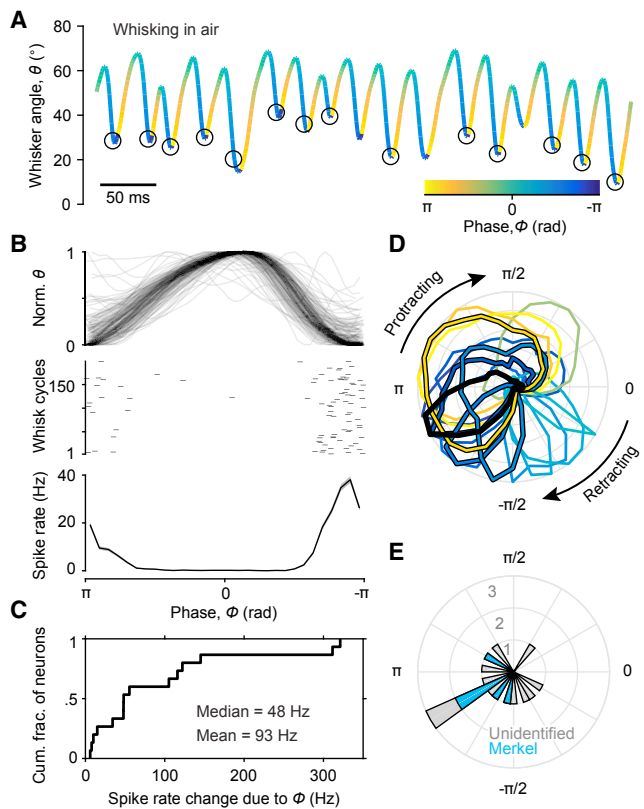 A
Whisking in air
Whisker angle, θ (°)
80
60
40
20
0
50 ms
π
0
-π
Phase, Φ (rad)
B
Norm. θ
1
0
Whisk cycles
150
1
Spike rate (Hz)
40
20
0
π
0
-π
Phase, Φ (rad)
C
Cum. frac. of neurons
1
.5
0
Median = 48 Hz
Mean = 93 Hz
0
100
200
300
Spike rate change due to Φ (Hz)
D
π/2
Protracting
π
0
Retracting
-π/2
E
π/2
3
2
1
π
0
Unidentified
Merkel
-π/2